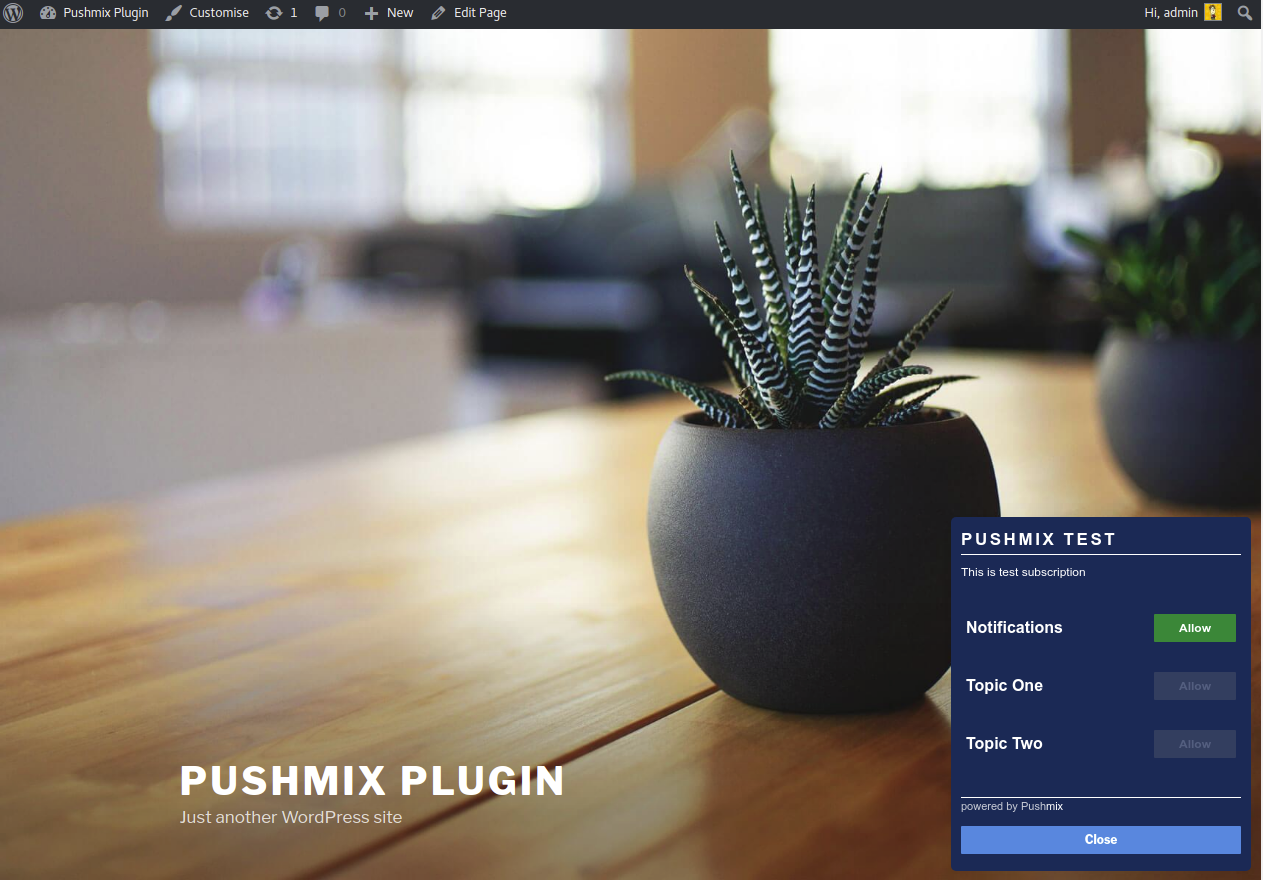 Pushmix Plugin Customise 1 0 New Edit Page Hi, admin
PUSHMIX PLUGIN
Just another WordPress site
PUSHMIX TEST
This is test subscription
Notifications Allow
Topic One Allow
Topic Two Allow
powered by Pushmix
Close